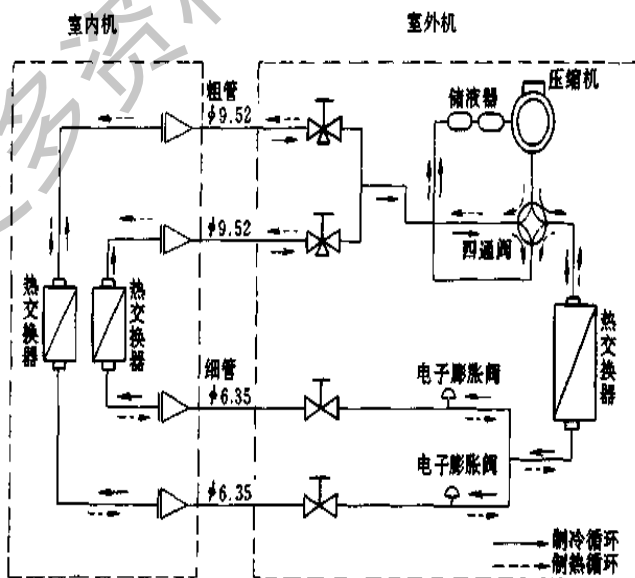 室内机
室外机
粗管
φ9.52
储液器
压缩机
φ9.52
四通阀
热交换器
热交换器
热交换器
细管
φ6.35
电子膨胀阀
φ6.35
电子膨胀阀
制冷循环
制热循环
多资料